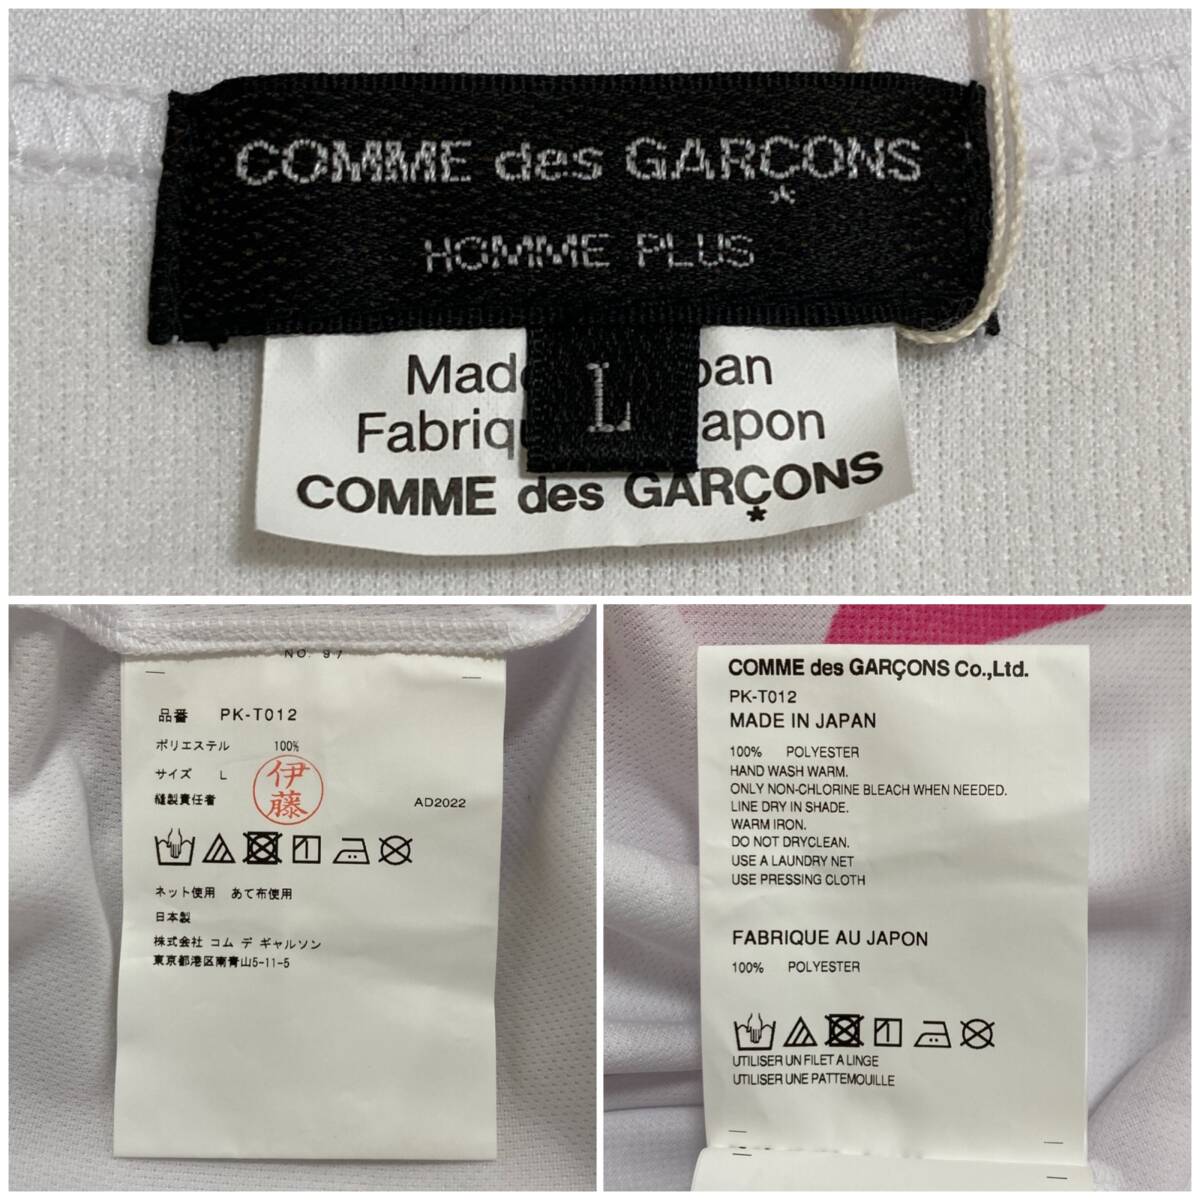 COMME des GARÇONS
HOMME PLUS
L
Mad pan
Fabriq apon
COMME des GARÇONS
NO. 97
品番 PK-T012
ポリエステル 100%
サイズ L
伊藤
縫製責任者 AD2022
ネット使用 あて布使用
日本製
株式会社 コム デ ギャルソン
東京都港区南青山5-11-5
COMME des GARÇONS Co.,Ltd.
PK-T012
MADE IN JAPAN
100% POLYESTER
HAND WASH WARM.
ONLY NON-CHLORINE BLEACH WHEN NEEDED.
LINE DRY IN SHADE.
WARM IRON.
DO NOT DRYCLEAN.
USE A LAUNDRY NET
USE PRESSING CLOTH
FABRIQUE AU JAPON
100% POLYESTER
UTILISER UN FILET A LINGE
UTILISER UNE PATTEMOUILLE